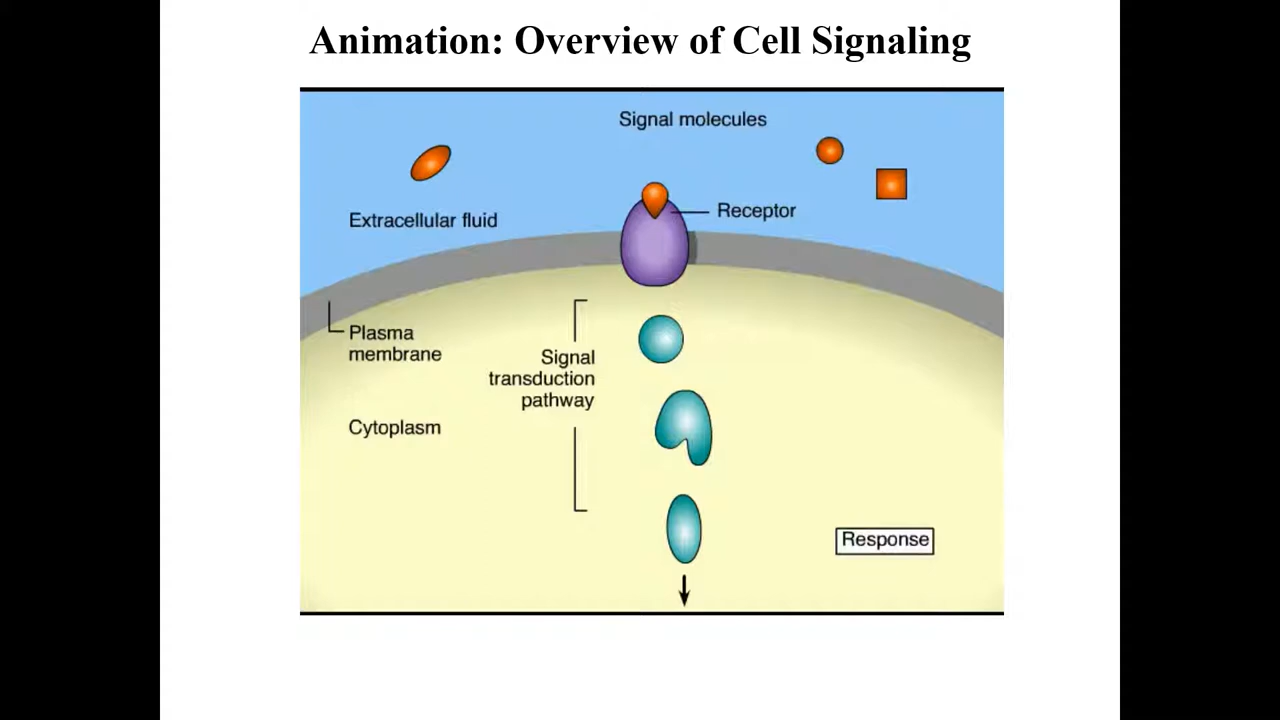 Animation: Overview of Cell Signaling
Signal molecules
Extracellular fluid
Receptor
Plasma
membrane
Signal
transduction
pathway
Cytoplasm
Response